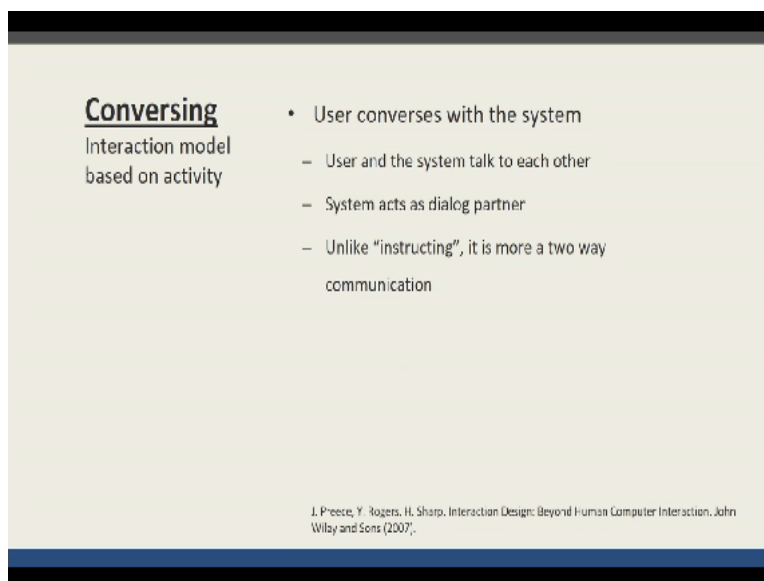 Conversing
Interaction model
based on activity
• User converses with the system
– User and the system talk to each other
– System acts as dialog partner
– Unlike “instructing”, it is more a two way
communication
J. Preece, Y. Rogers, H. Sharp. Interaction Design: Beyond Human Computer Interaction. John
Wilay and Sons (2007).